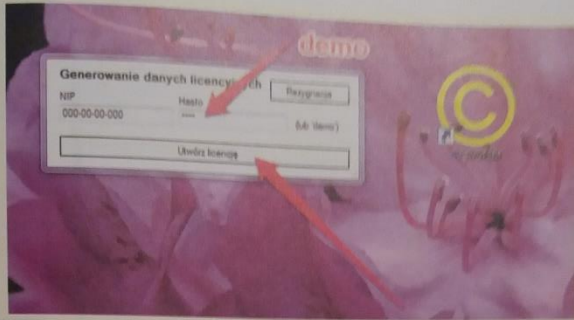 demo
Generowanie danych licencyjnych
Rezygnacja
NIP
Hasło
000-00-00-000
(lub 'demo')
Utwórz licencję